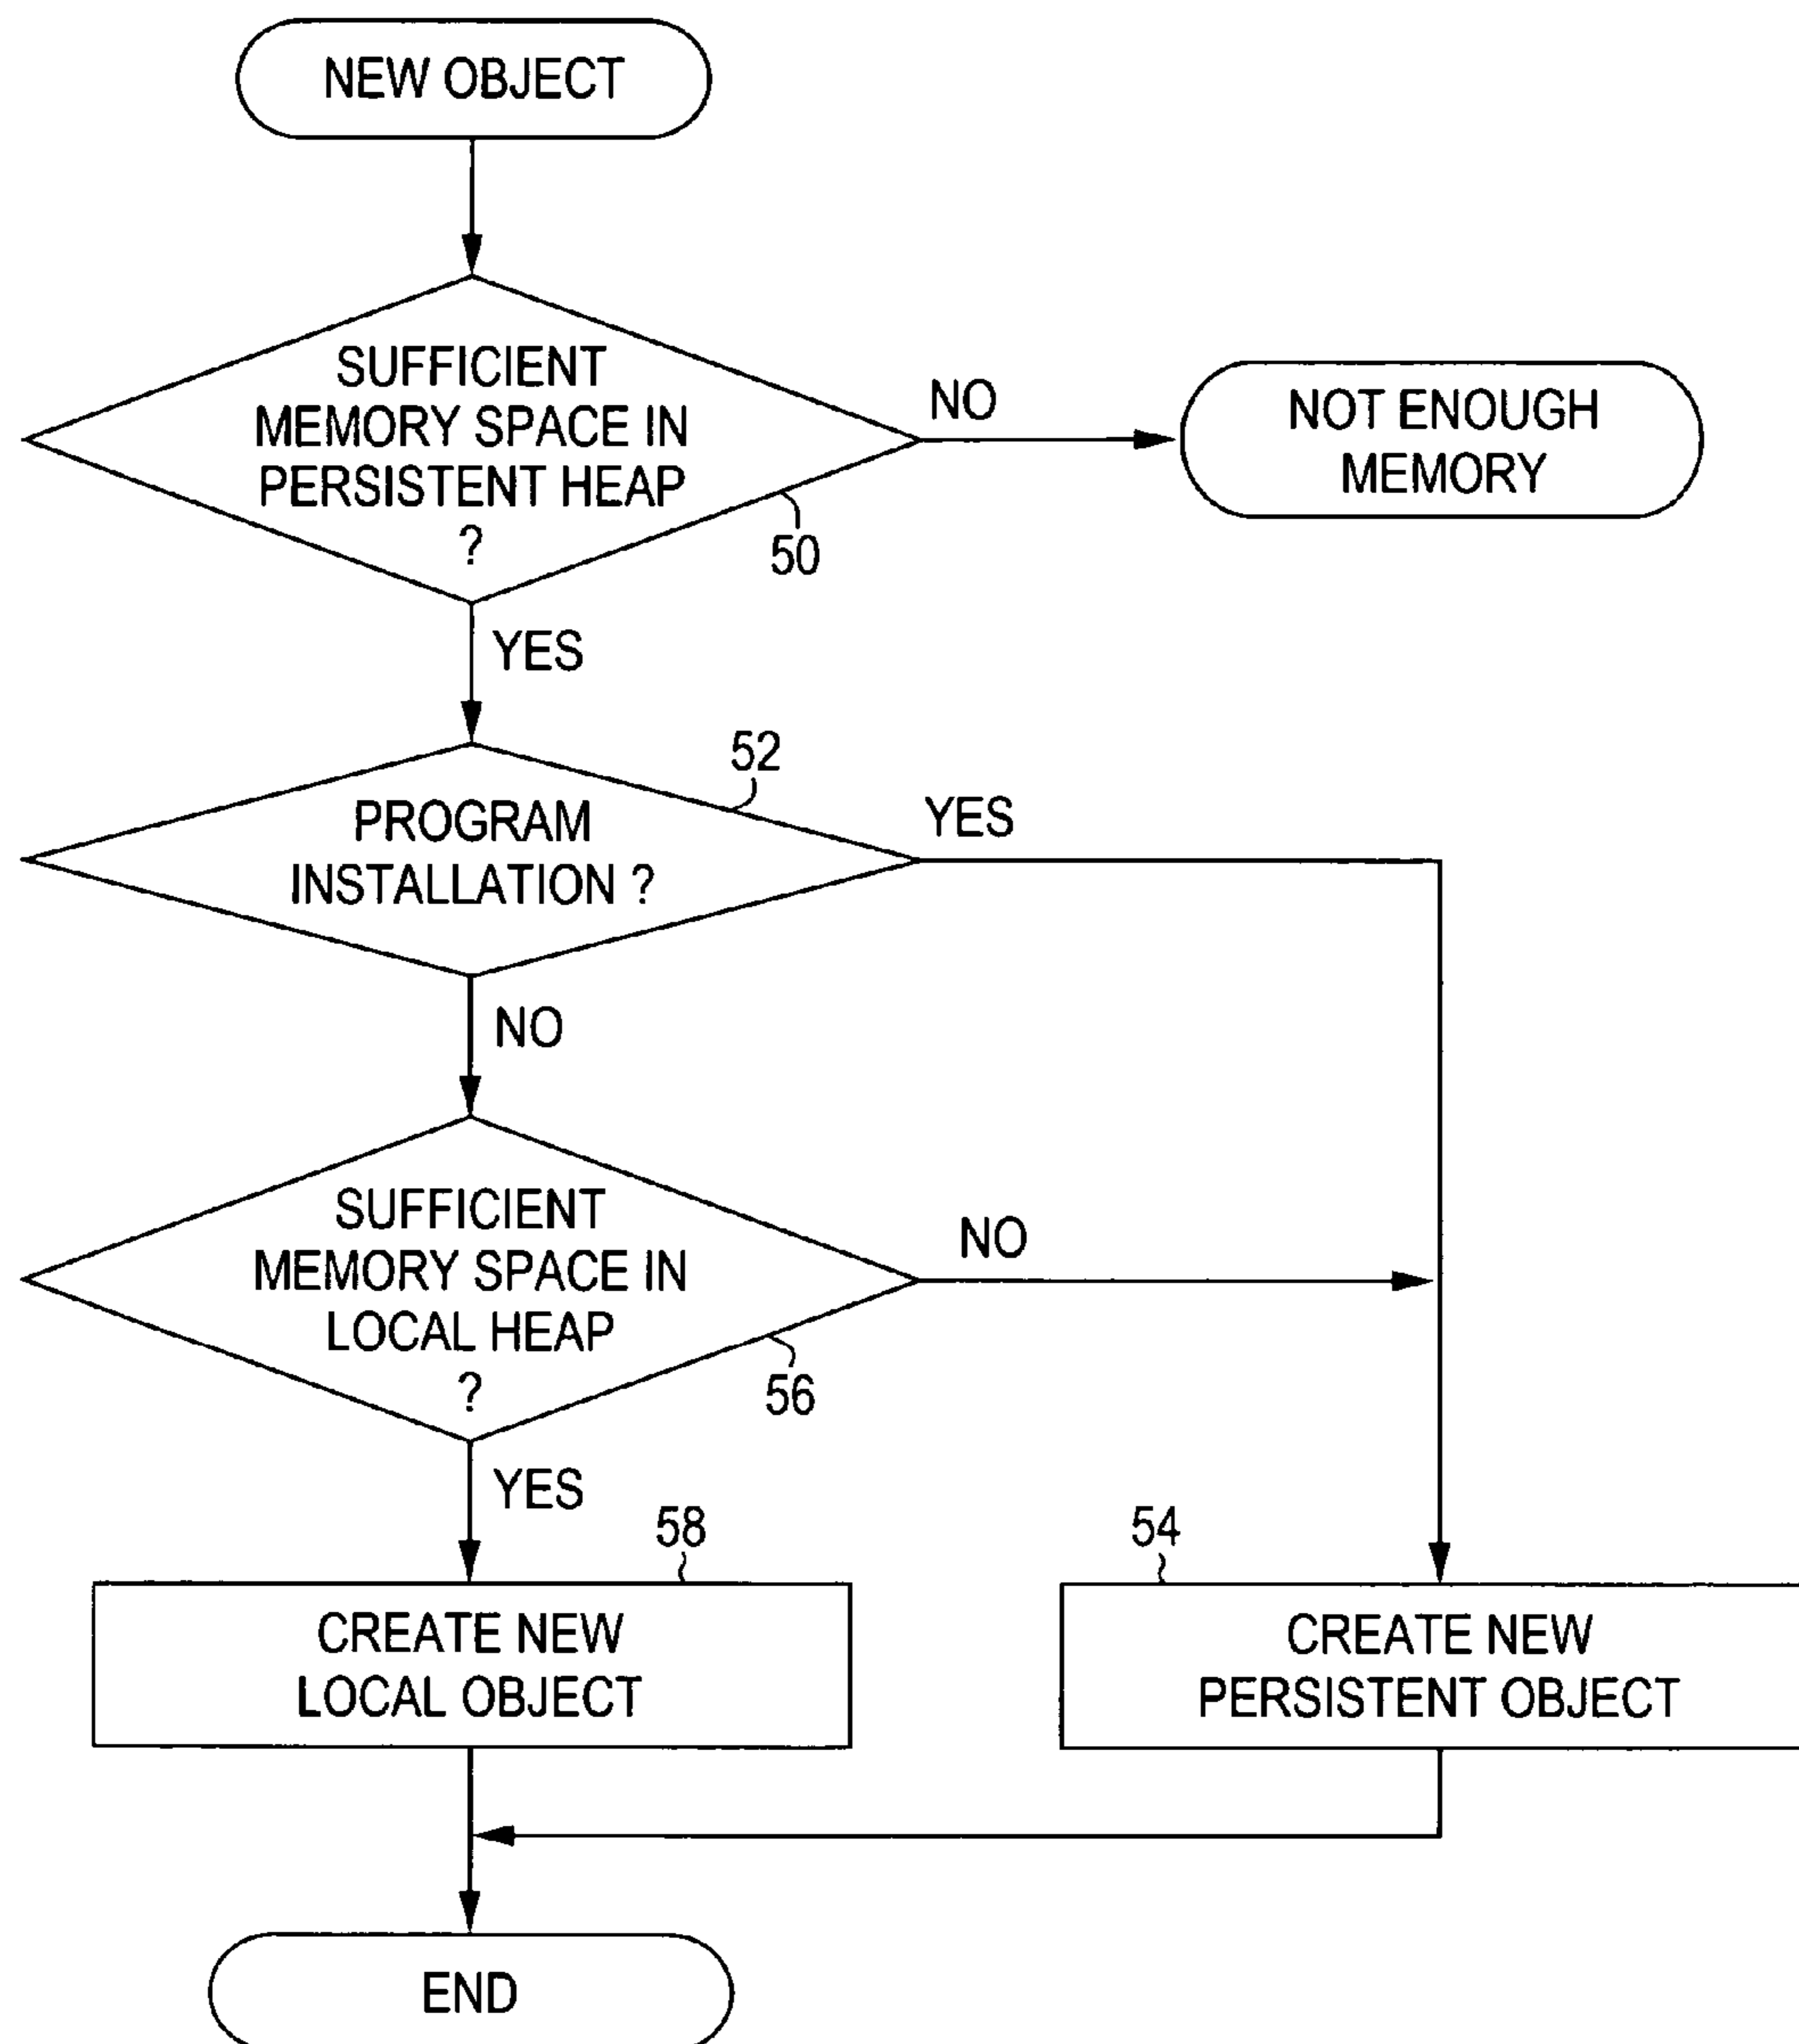 NEW OBJECT
SUFFICIENT
MEMORY SPACE IN
PERSISTENT HEAP
?
50
NO
NOT ENOUGH
MEMORY
YES
52
PROGRAM
INSTALLATION ?
YES
NO
SUFFICIENT
MEMORY SPACE IN
LOCAL HEAP
?
56
NO
YES
58
CREATE NEW
LOCAL OBJECT
54
CREATE NEW
PERSISTENT OBJECT
END